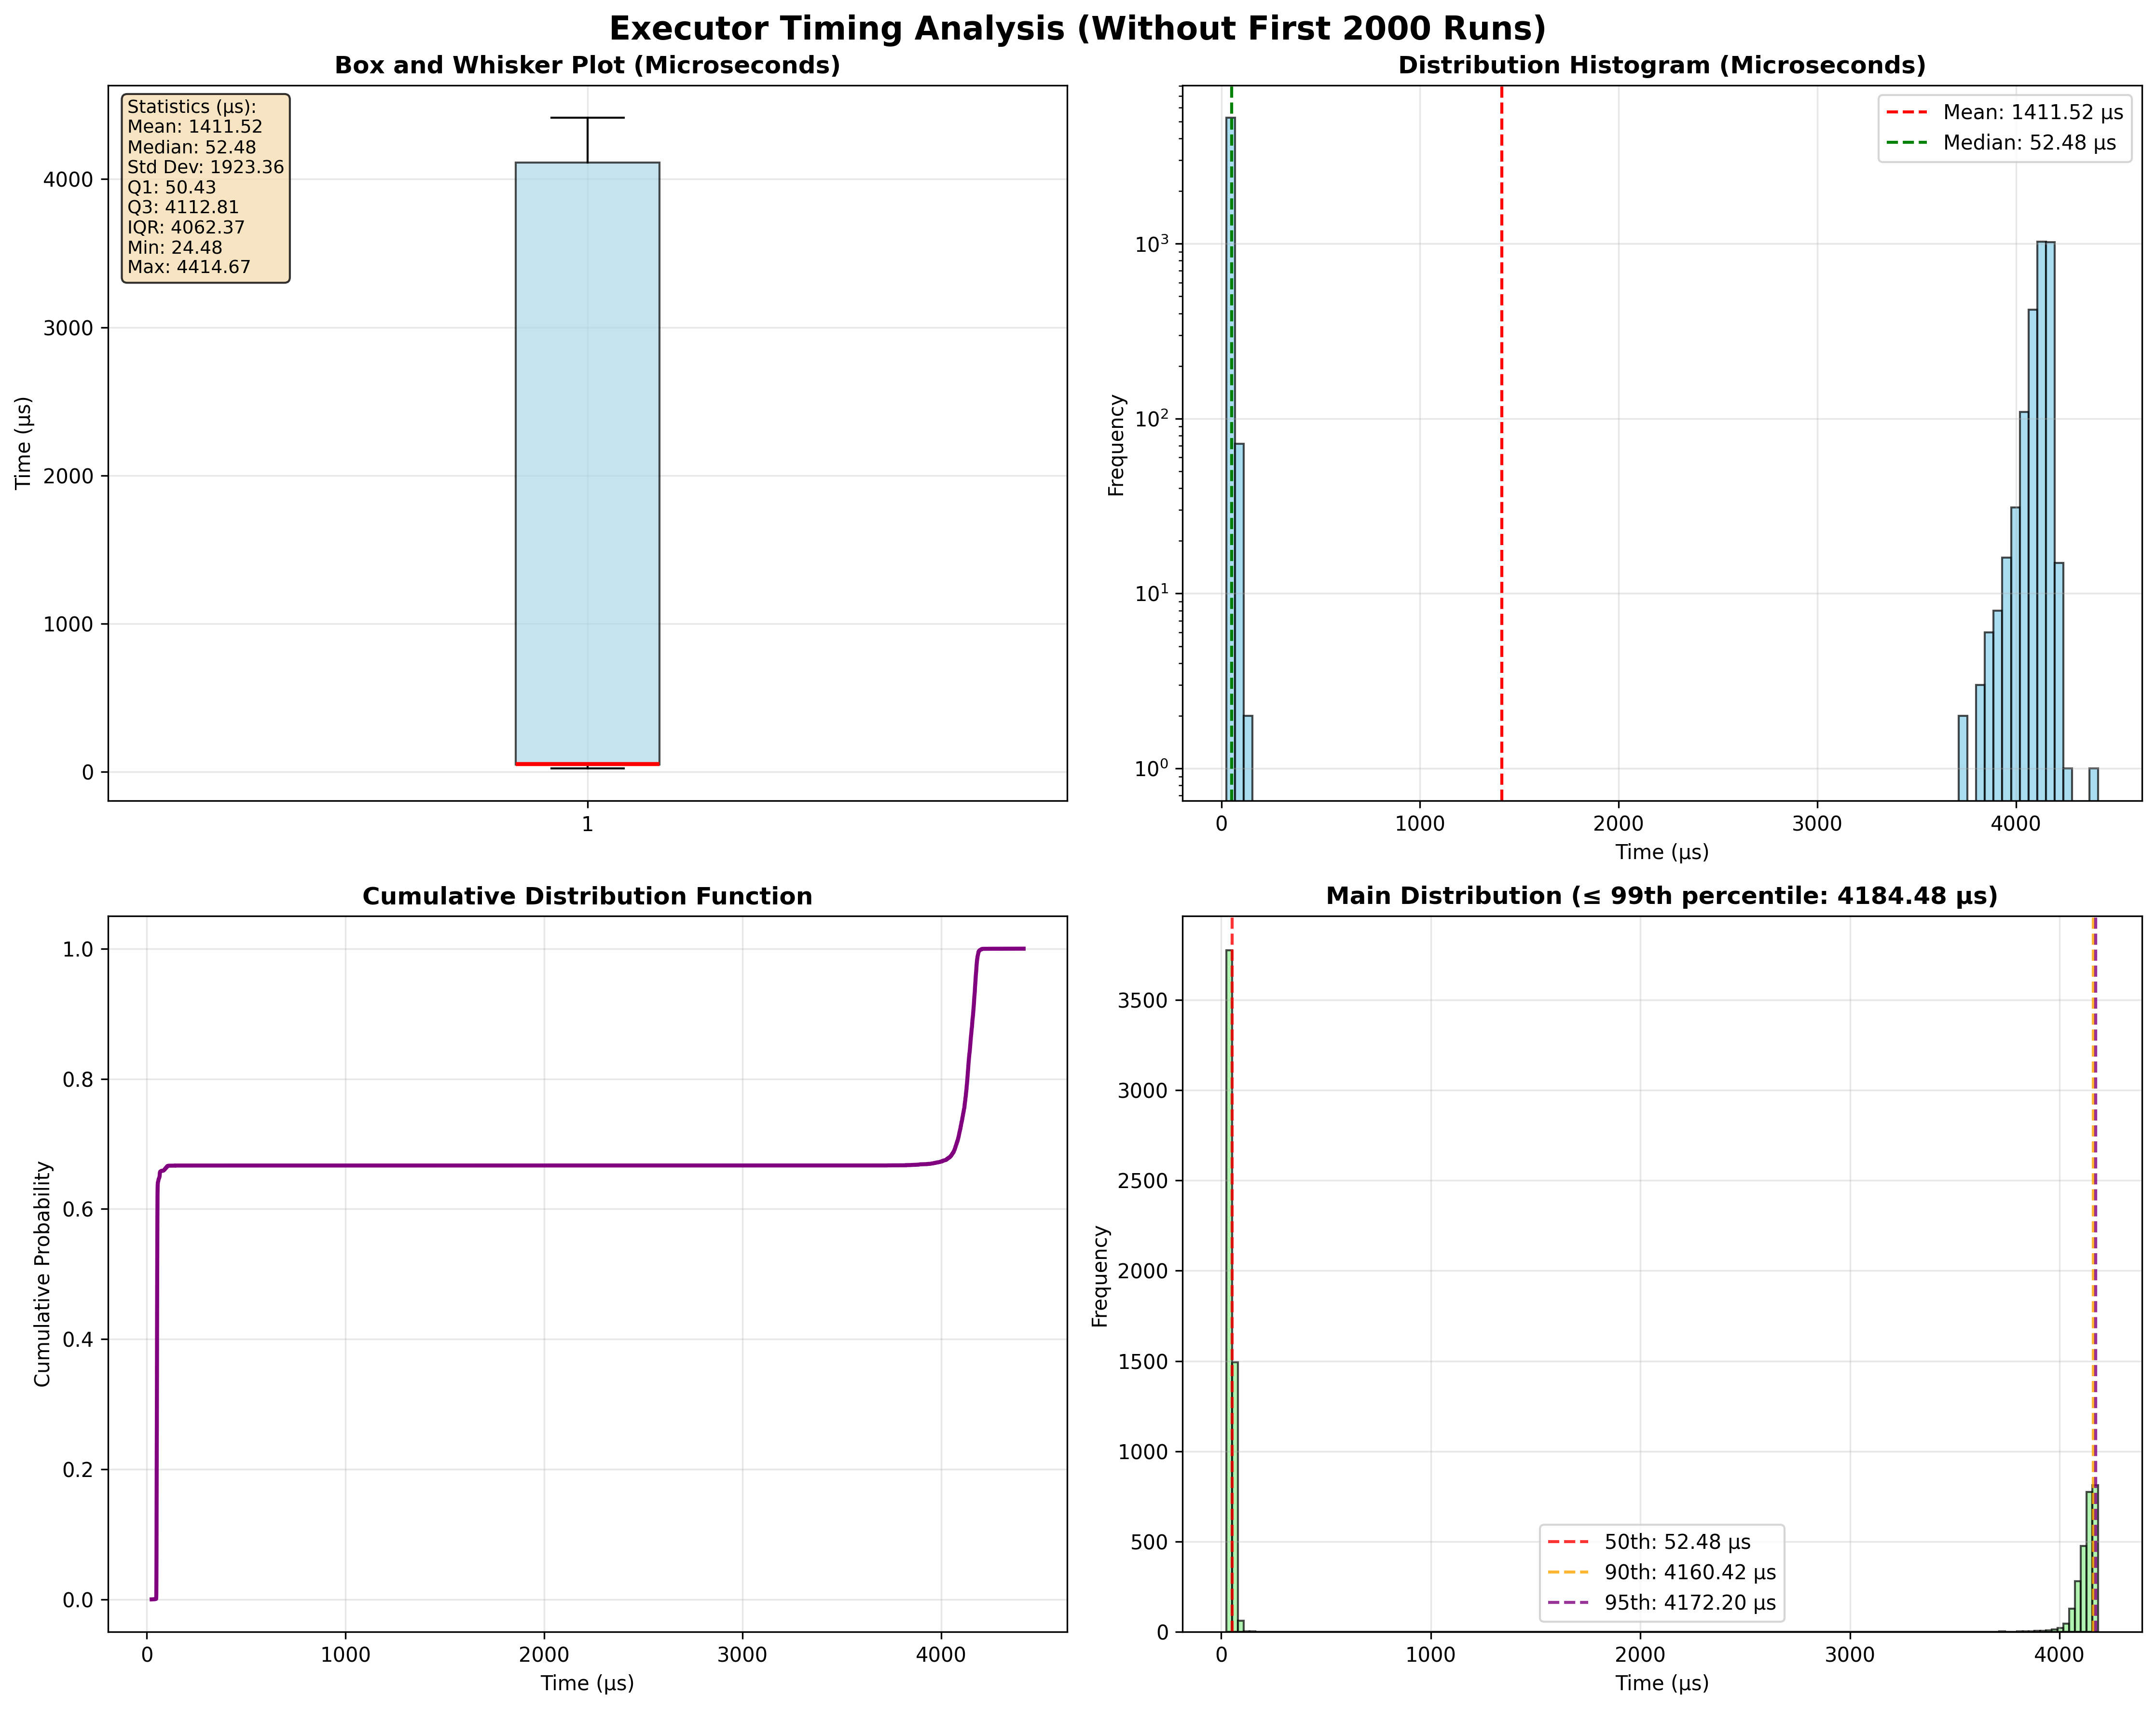 Executor Timing Analysis (Without First 2000 Runs)
Box and Whisker Plot (Microseconds)
Statistics (µs):
Mean: 1411.52
Median: 52.48
Std Dev: 1923.36
Q1: 50.43
Q3: 4112.81
IQR: 4062.37
Min: 24.48
Max: 4414.67
Time (µs)
4000
3000
2000
1000
0
1
Distribution Histogram (Microseconds)
Mean: 1411.52 µs
Median: 52.48 µs
Frequency
10³
10²
10¹
10⁰
0 1000 2000 3000 4000
Time (µs)
Cumulative Distribution Function
Cumulative Probability
1.0
0.8
0.6
0.4
0.2
0.0
0 1000 2000 3000 4000
Time (µs)
Main Distribution (≤ 99th percentile: 4184.48 µs)
Frequency
3500
3000
2500
2000
1500
1000
500
0
50th: 52.48 µs
90th: 4160.42 µs
95th: 4172.20 µs
0 1000 2000 3000 4000
Time (µs)